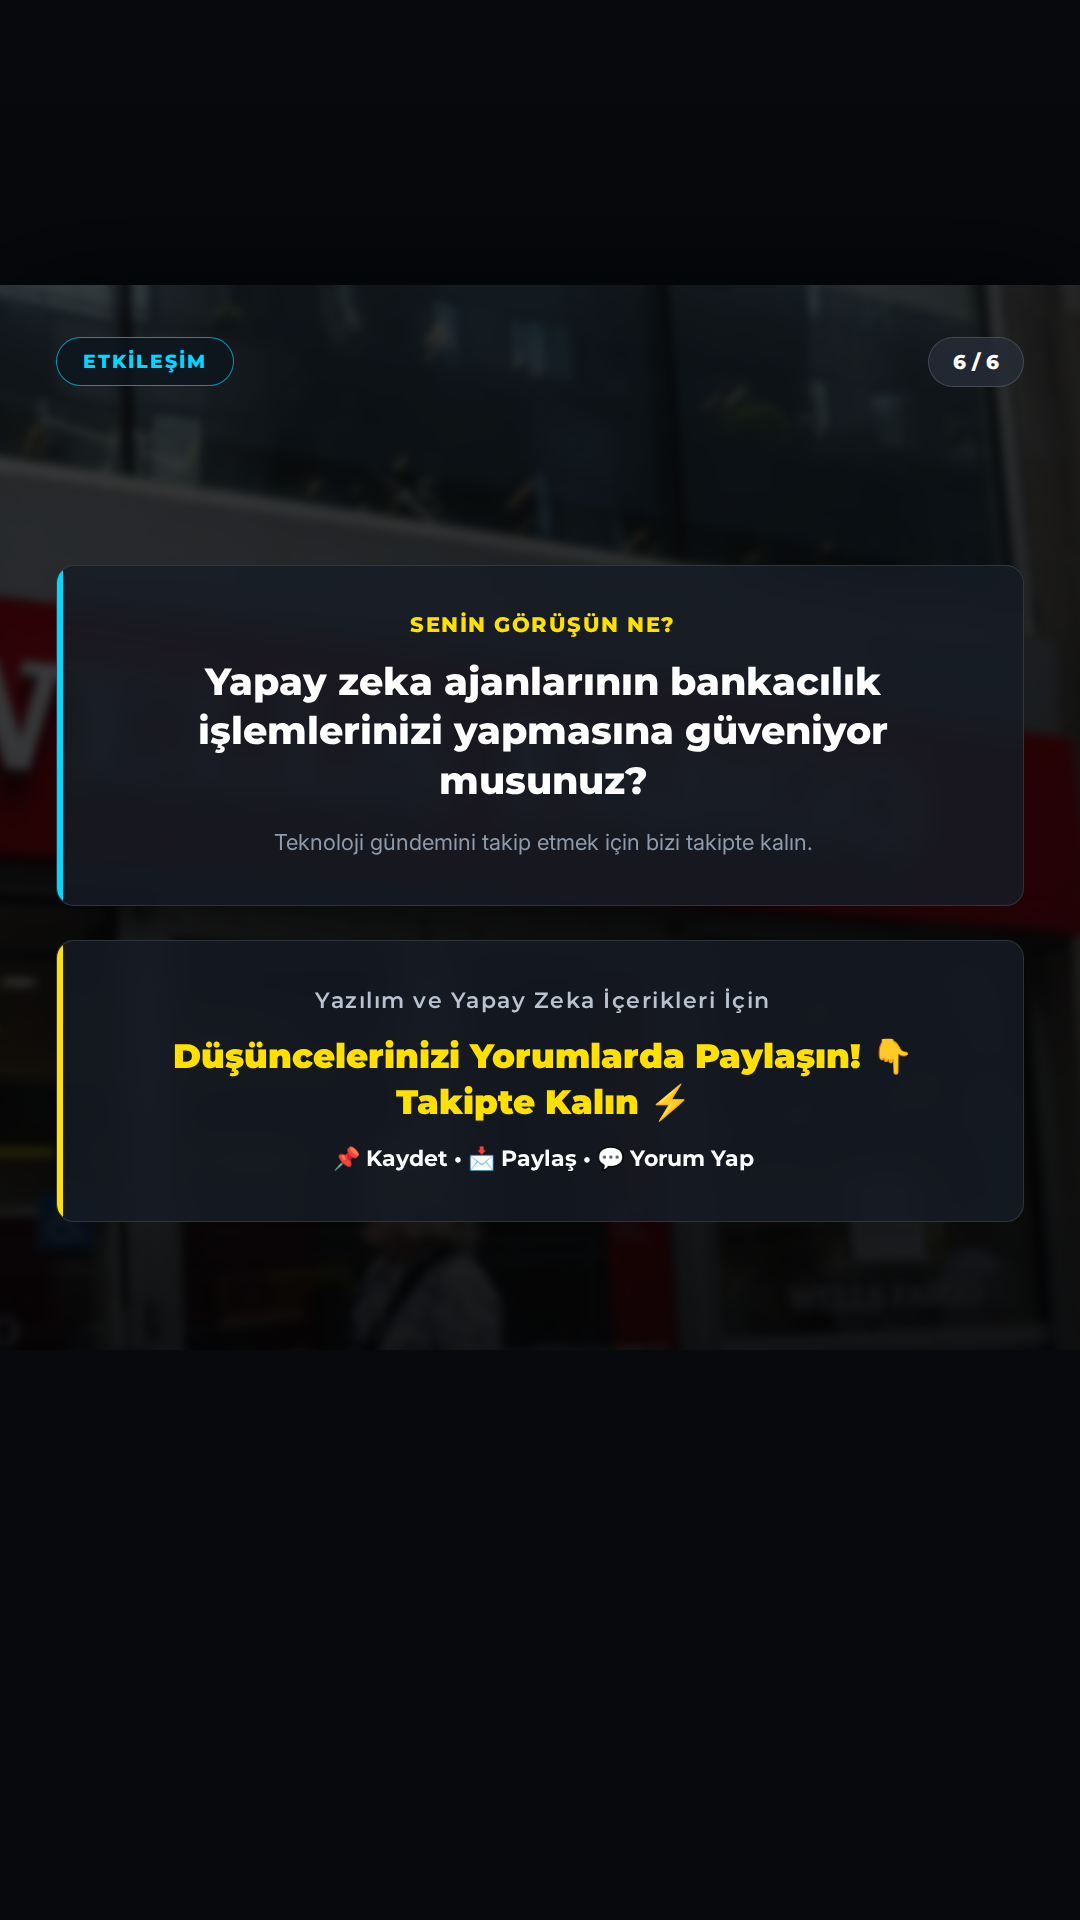 ETKİLEŞİM
6 / 6
SENİN GÖRÜŞÜN NE?
Yapay zeka ajanlarının bankacılık
işlemlerinizi yapmasına güveniyor
musunuz?
Teknoloji gündemini takip etmek için bizi takipte kalın.
Yazılım ve Yapay Zeka İçerikleri İçin
Düşüncelerinizi Yorumlarda Paylaşın! 👇
Takipte Kalın ⚡
📌 Kaydet • 📩 Paylaş • 💬 Yorum Yap